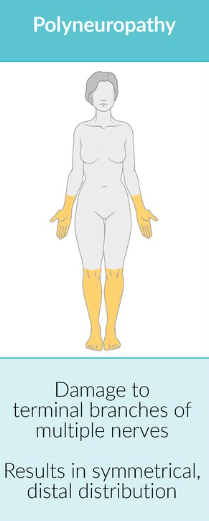 Polyneuropathy
Damage to
terminal branches of
multiple nerves
Results in symmetrical,
distal distribution